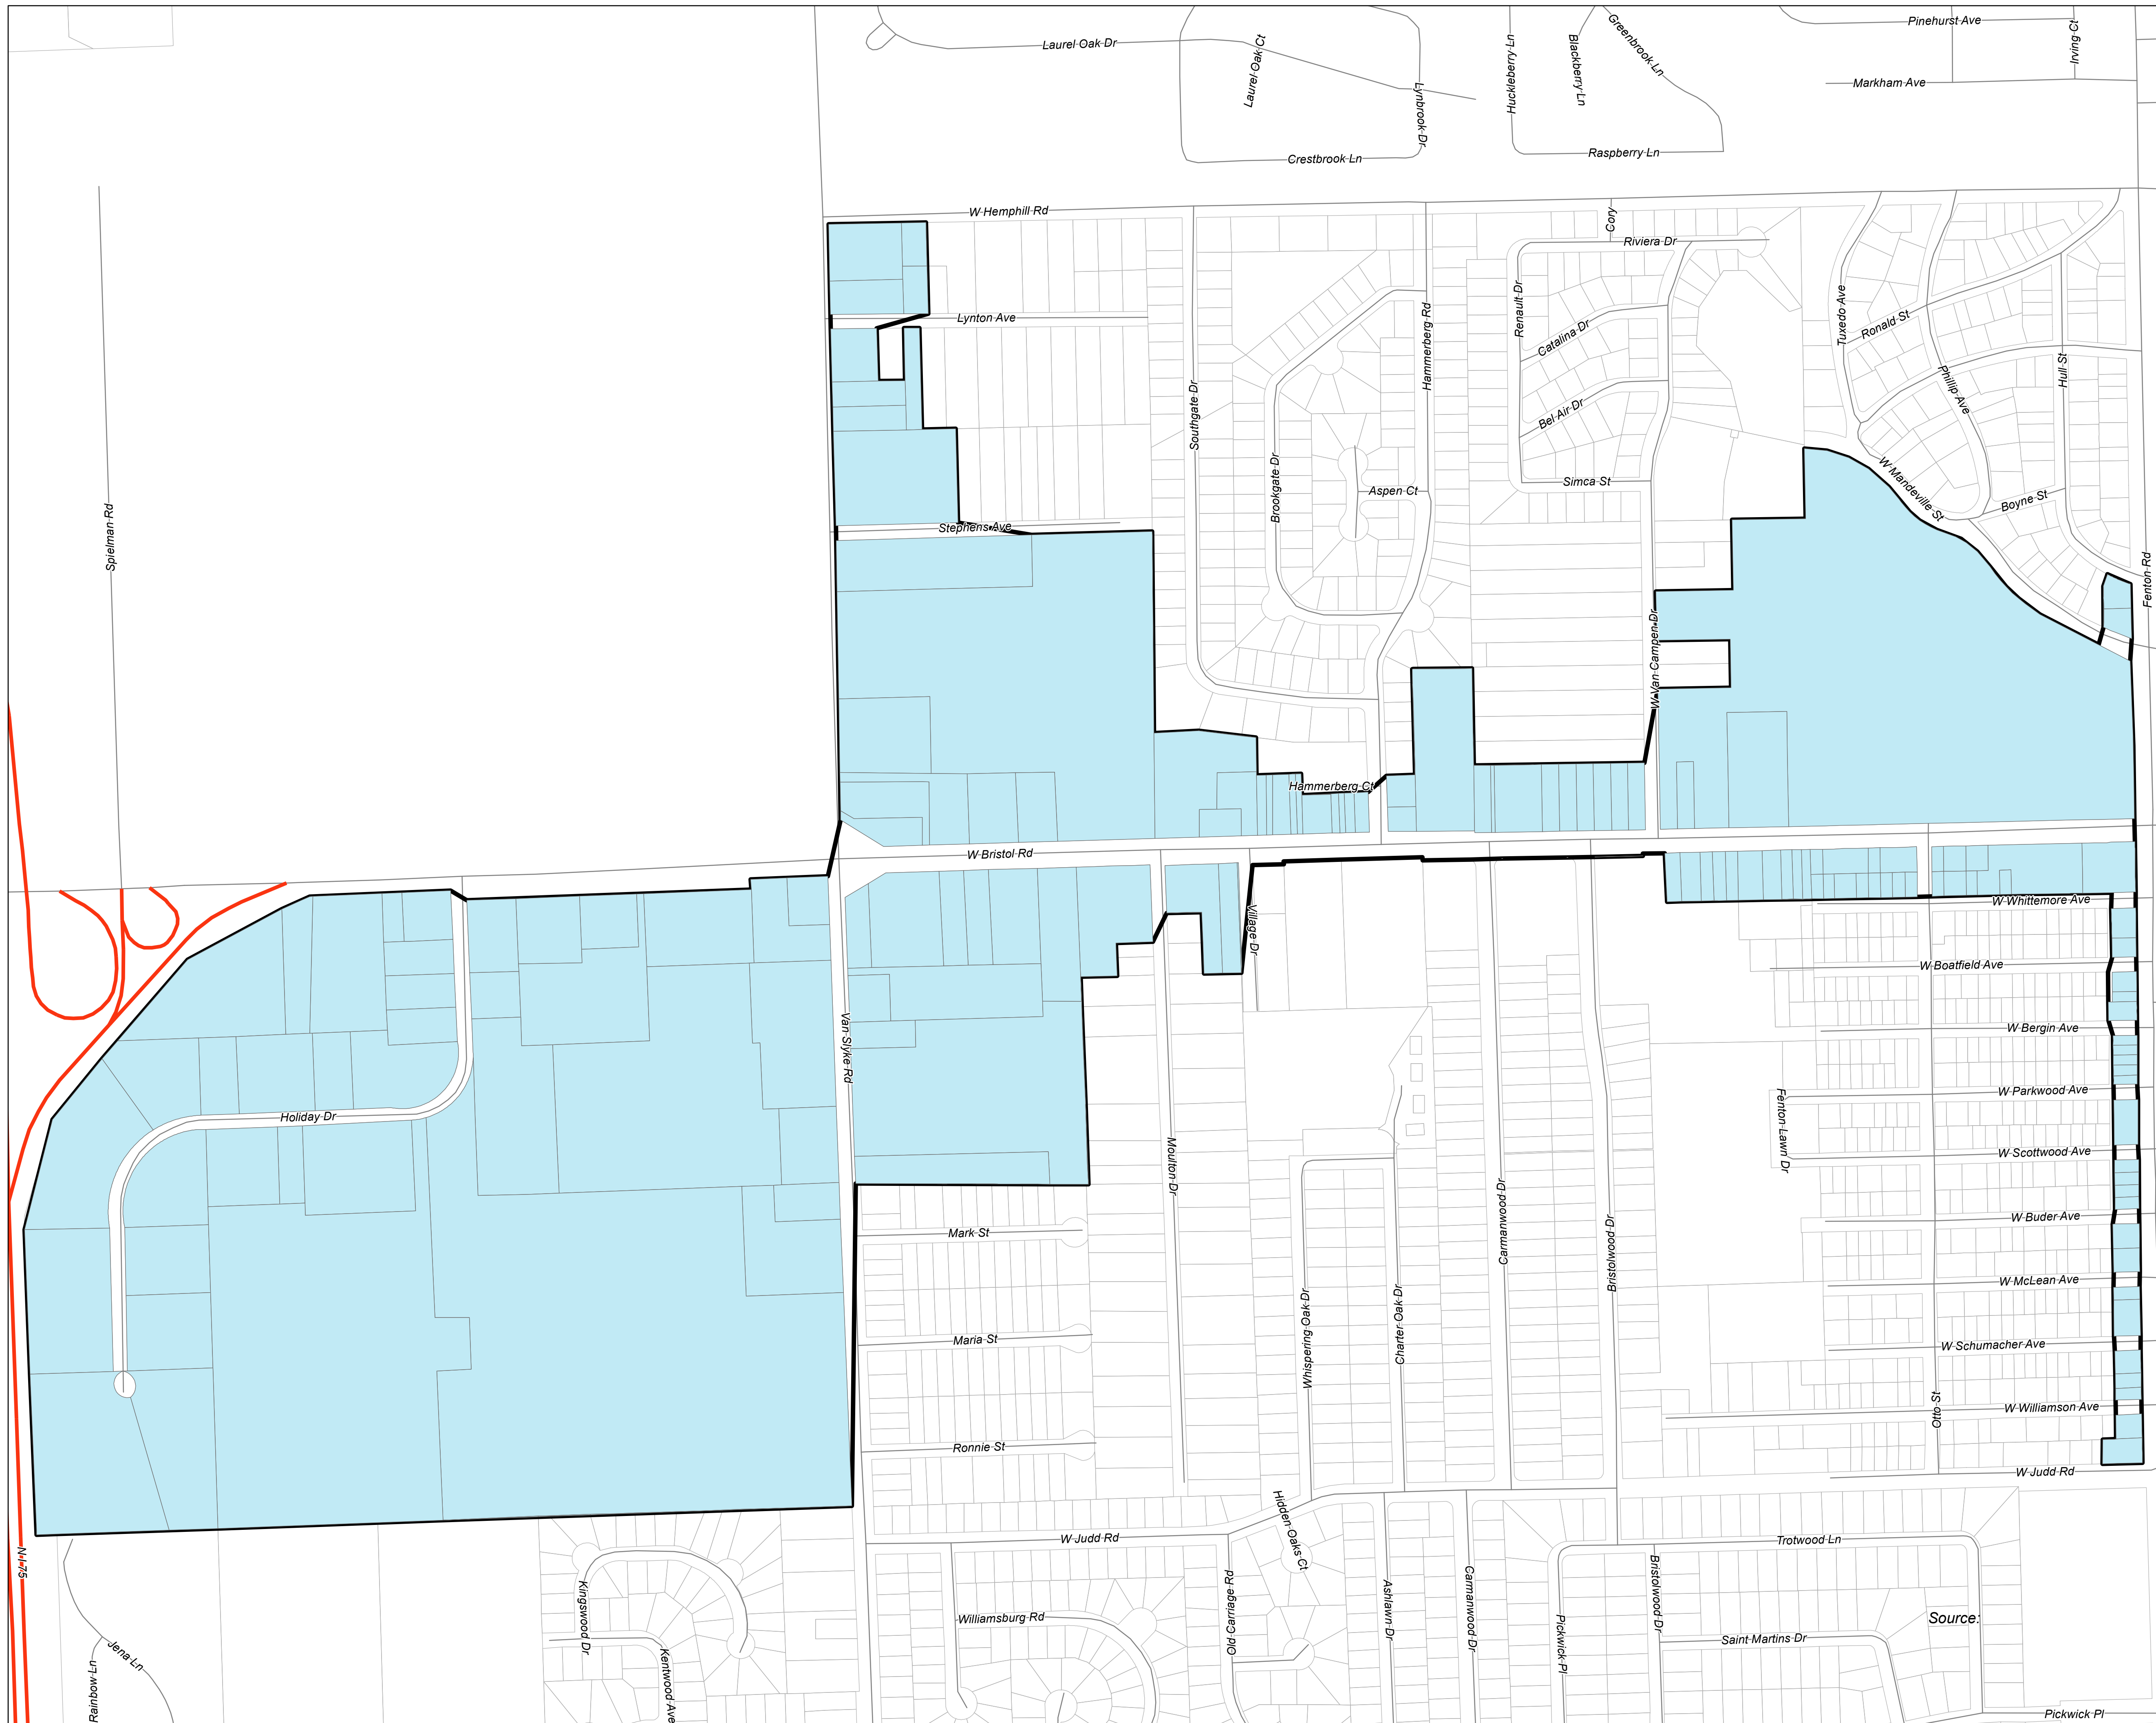 Pinehurst Ave
Irving Ct
Laurel Oak Dr
Laurel Oak Ct
Huckleberry Ln
Blackberry Ln
Greenbrook Ln
Markham Ave
Lynbrook Dr
Crestbrook Ln
Raspberry Ln
W Hemphill Rd
Cory
Riviera Dr
Lynton Ave
Renault Dr
Catalina Dr
Tuxedo Ave
Ronald St
Hammerberg Rd
Southgate Dr
Bel Air Dr
Phillip Ave
Hull St
Brookgate Dr
Aspen Ct
Simca St
W Mandeville St
Boyne St
Spielman Rd
Stephens Ave
Fenton Rd
W Van Campen Dr
Hammerberg Ct
W Bristol Rd
W Whittemore Ave
Village Dr
W Boatfield Ave
W Bergin Ave
Van Slyke Rd
Holiday Dr
W Parkwood Ave
Fenton Lawn Dr
Moulton Dr
W Scottwood Ave
Carmanwood Dr
Bristolwood Dr
W Buder Ave
Mark St
W McLean Ave
Whispering Oak Dr
Charter Oak Dr
Maria St
W Schumacher Ave
Otto St
W Williamson Ave
Ronnie St
W Judd Rd
Hidden Oaks Ct
W Judd Rd
Trotwood Ln
N I 75
Kingswood Dr
Williamsburg Rd
Old Carriage Rd
Ashlawn Dr
Carmanwood Dr
Pickwick Pl
Bristolwood Dr
Source:
Saint Martins Dr
Jena Ln
Rainbow Ln
Kentwood Ave
Pickwick Pl